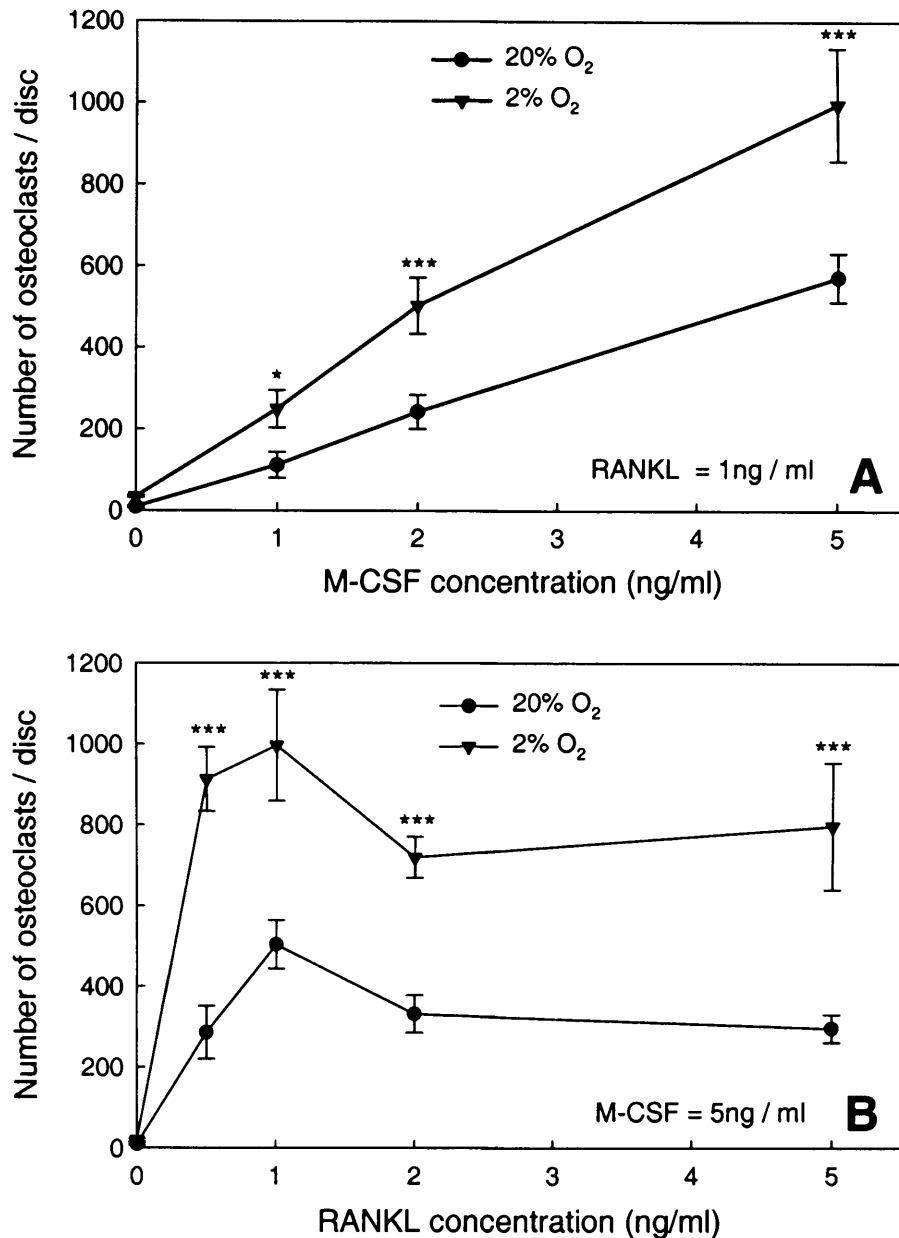 1200
1000
800
600
400
200
0
Number of osteoclasts / disc
20% O₂
2% O₂
*
***
***
RANKL = 1ng / ml
A
0 1 2 3 4 5
M-CSF concentration (ng/ml)
1200
1000
800
600
400
200
0
Number of osteoclasts / disc
20% O₂
2% O₂
***
***
***
***
M-CSF = 5ng / ml
B
0 1 2 3 4 5
RANKL concentration (ng/ml)